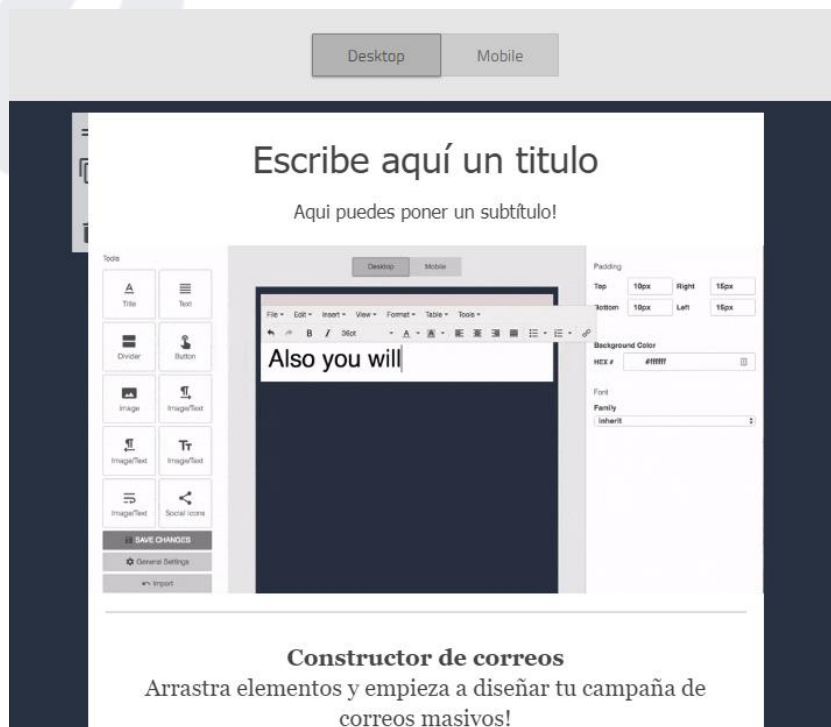 Desktop Mobile
Escribe aquí un titulo
Aqui puedes poner un subtítulo!
Tools
Desktop Mobile
Padding
Top 10px Right 15px
Bottom 10px Left 15px
Title Text
File Edit Insert View Format Table Tools
B I 36pt A A
Also you will
Divider Button
Background Color
HEX # #ffffff
Image Image/Text
Font
Family
Inherit
Image/Text Image/Text
Image/Text Social Icons
SAVE CHANGES
General Settings
Import
Constructor de correos
Arrastra elementos y empieza a diseñar tu campaña de
correos masivos!